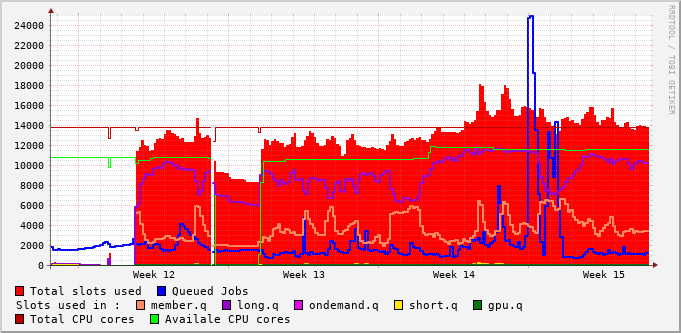 RRDTOOL / TOBI OETIKER
24000
22000
20000
18000
16000
14000
12000
10000
8000
6000
4000
2000
0
Week 12 Week 13 Week 14 Week 15
Total slots used Queued Jobs
Slots used in : member.q long.q ondemand.q short.q gpu.q
Total CPU cores Availale CPU cores